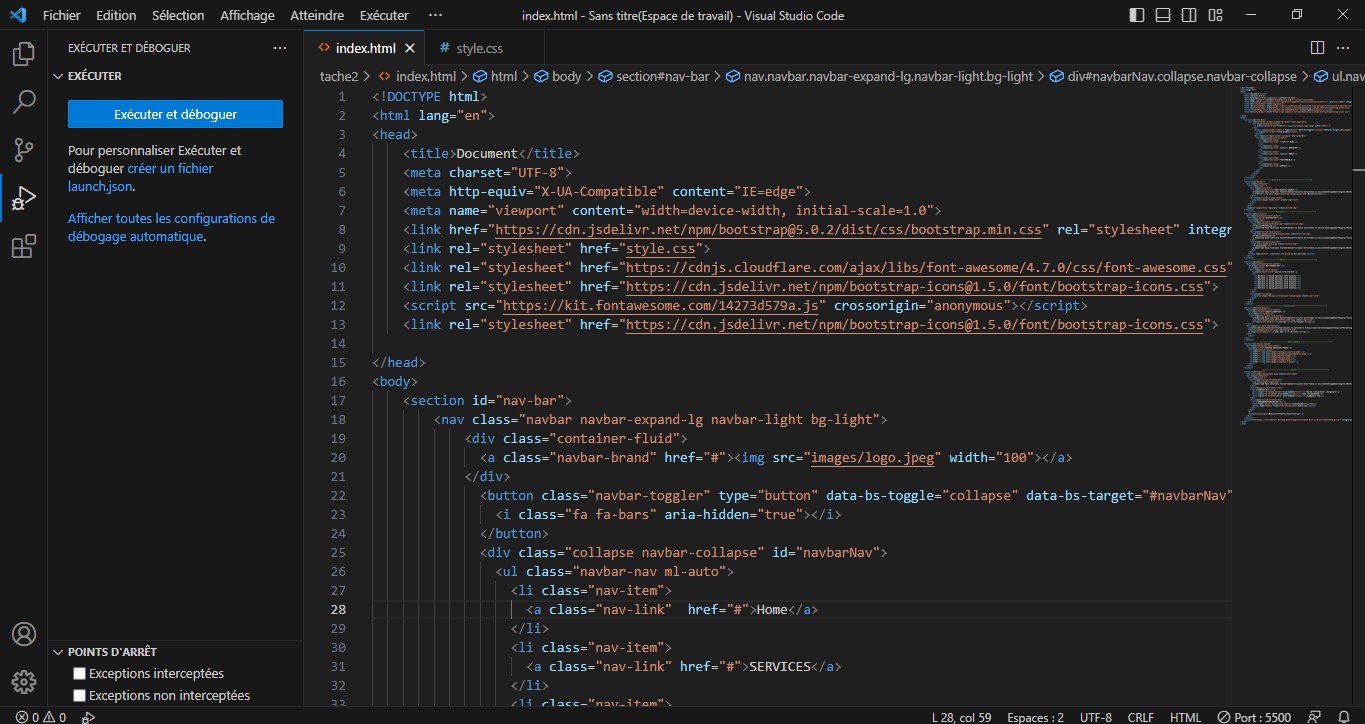 Fichier Edition Sélection Affichage Atteindre Exécuter ··· index.html - Sans titre(Espace de travail) - Visual Studio Code
EXÉCUTER ET DÉBOGUER ···
EXÉCUTER
Exécuter et déboguer
Pour personnaliser Exécuter et
déboguer créer un fichier
launch.json.
Afficher toutes les configurations de
débogage automatique.
POINTS D'ARRÊT
Exceptions interceptées
Exceptions non interceptées
index.html style.css
tache2 > index.html > html > body > section#nav-bar > nav.navbar.navbar-expand-lg.navbar-light.bg-light > div#navbarNav.collapse.navbar-collapse > ul.nav
1 <!DOCTYPE html>
2 <html lang="en">
3 <head>
4 <title>Document</title>
5 <meta charset="UTF-8">
6 <meta http-equiv="X-UA-Compatible" content="IE=edge">
7 <meta name="viewport" content="width=device-width, initial-scale=1.0">
8 <link href="https://cdn.jsdelivr.net/npm/bootstrap@5.0.2/dist/css/bootstrap.min.css" rel="stylesheet" integr
9 <link rel="stylesheet" href="style.css">
10 <link rel="stylesheet" href="https://cdnjs.cloudflare.com/ajax/libs/font-awesome/4.7.0/css/font-awesome.css"
11 <link rel="stylesheet" href="https://cdn.jsdelivr.net/npm/bootstrap-icons@1.5.0/font/bootstrap-icons.css">
12 <script src="https://kit.fontawesome.com/14273d579a.js" crossorigin="anonymous"></script>
13 <link rel="stylesheet" href="https://cdn.jsdelivr.net/npm/bootstrap-icons@1.5.0/font/bootstrap-icons.css">
14
15 </head>
16 <body>
17 <section id="nav-bar">
18 <nav class="navbar navbar-expand-lg navbar-light bg-light">
19 <div class="container-fluid">
20 <a class="navbar-brand" href="#"><img src="images/logo.jpeg" width="100"></a>
21 </div>
22 <button class="navbar-toggler" type="button" data-bs-toggle="collapse" data-bs-target="#navbarNav"
23 <i class="fa fa-bars" aria-hidden="true"></i>
24 </button>
25 <div class="collapse navbar-collapse" id="navbarNav">
26 <ul class="navbar-nav ml-auto">
27 <li class="nav-item">
28 <a class="nav-link"  href="#">Home</a>
29 </li>
30 <li class="nav-item">
31 <a class="nav-link" href="#">SERVICES</a>
32 </li>
33 <li class="nav-item">
0 0 L 28, col 59 Espaces : 2 UTF-8 CRLF HTML Port : 5500